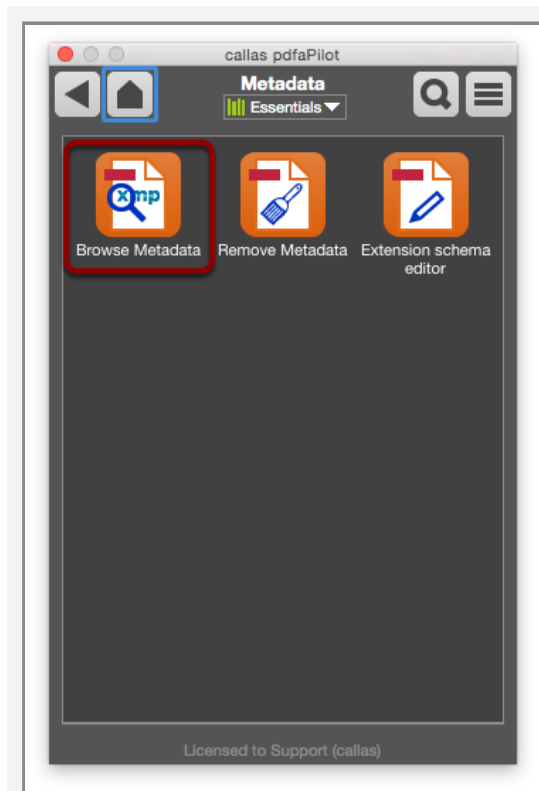 callas pdfaPilot
Metadata
Essentials
xmp
Browse Metadata
Remove Metadata
Extension schema
editor
Licensed to Support (callas)